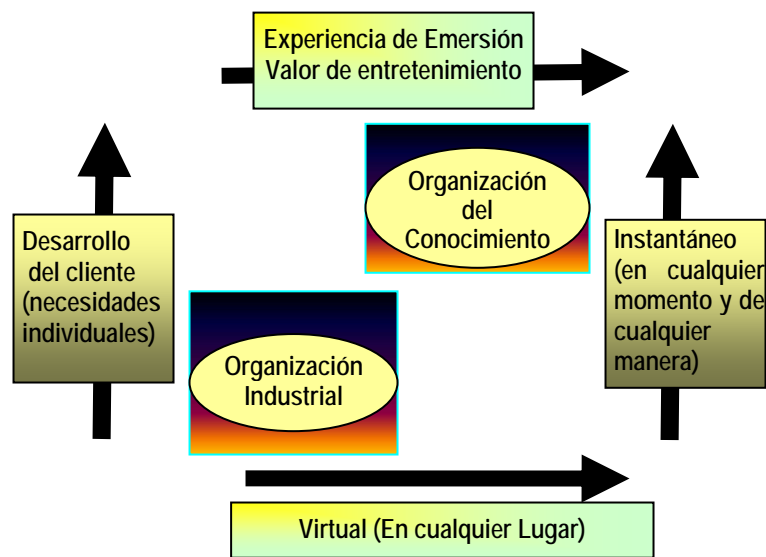 Experiencia de Emersión
Valor de entretenimiento
Organización
del
Conocimiento
Desarrollo
del cliente
(necesidades
individuales)
Instantáneo
(en cualquier
momento y de
cualquier
manera)
Organización
Industrial
Virtual (En cualquier Lugar)